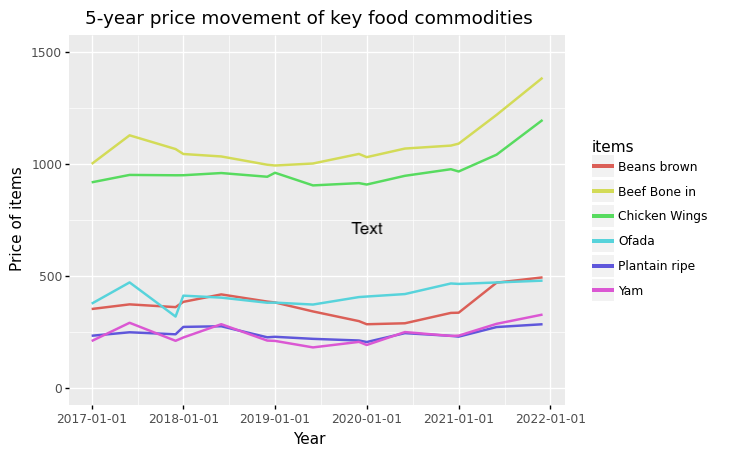 5-year price movement of key food commodities
1500
1000
500
0
Price of items
Text
2017-01-01 2018-01-01 2019-01-01 2020-01-01 2021-01-01 2022-01-01
Year
items
Beans brown
Beef Bone in
Chicken Wings
Ofada
Plantain ripe
Yam